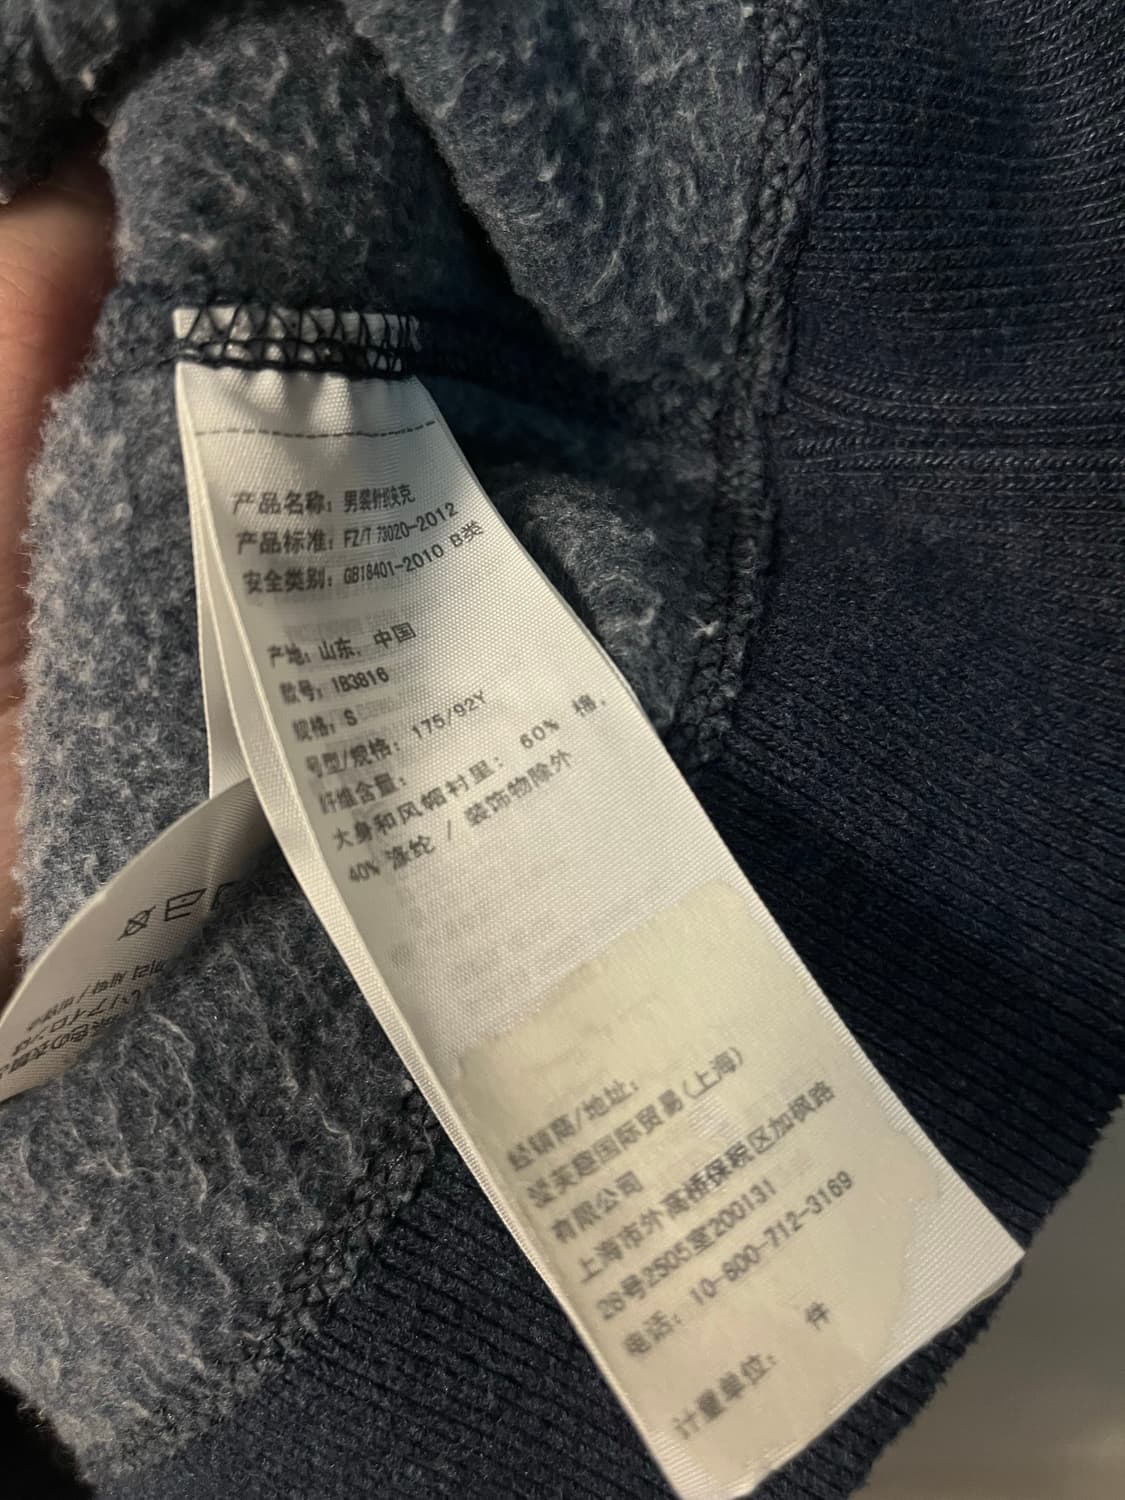 产品名称: 男装针织夹克
产品标准: FZ/T 73020-2012
安全类别: GB18401-2010 B类
产地: 山东, 中国
款号: 1B3816
规格: S
号型/规格: 175/92Y
纤维含量:
大身和风帽衬里: 60% 棉,
40% 涤纶 / 装饰物除外
经销商/地址:
溢英趣国际贸易(上海)
有限公司
上海市外高桥保税区加枫路
28号2505室200131
电话: 10-800-712-3169
计量单位: 件